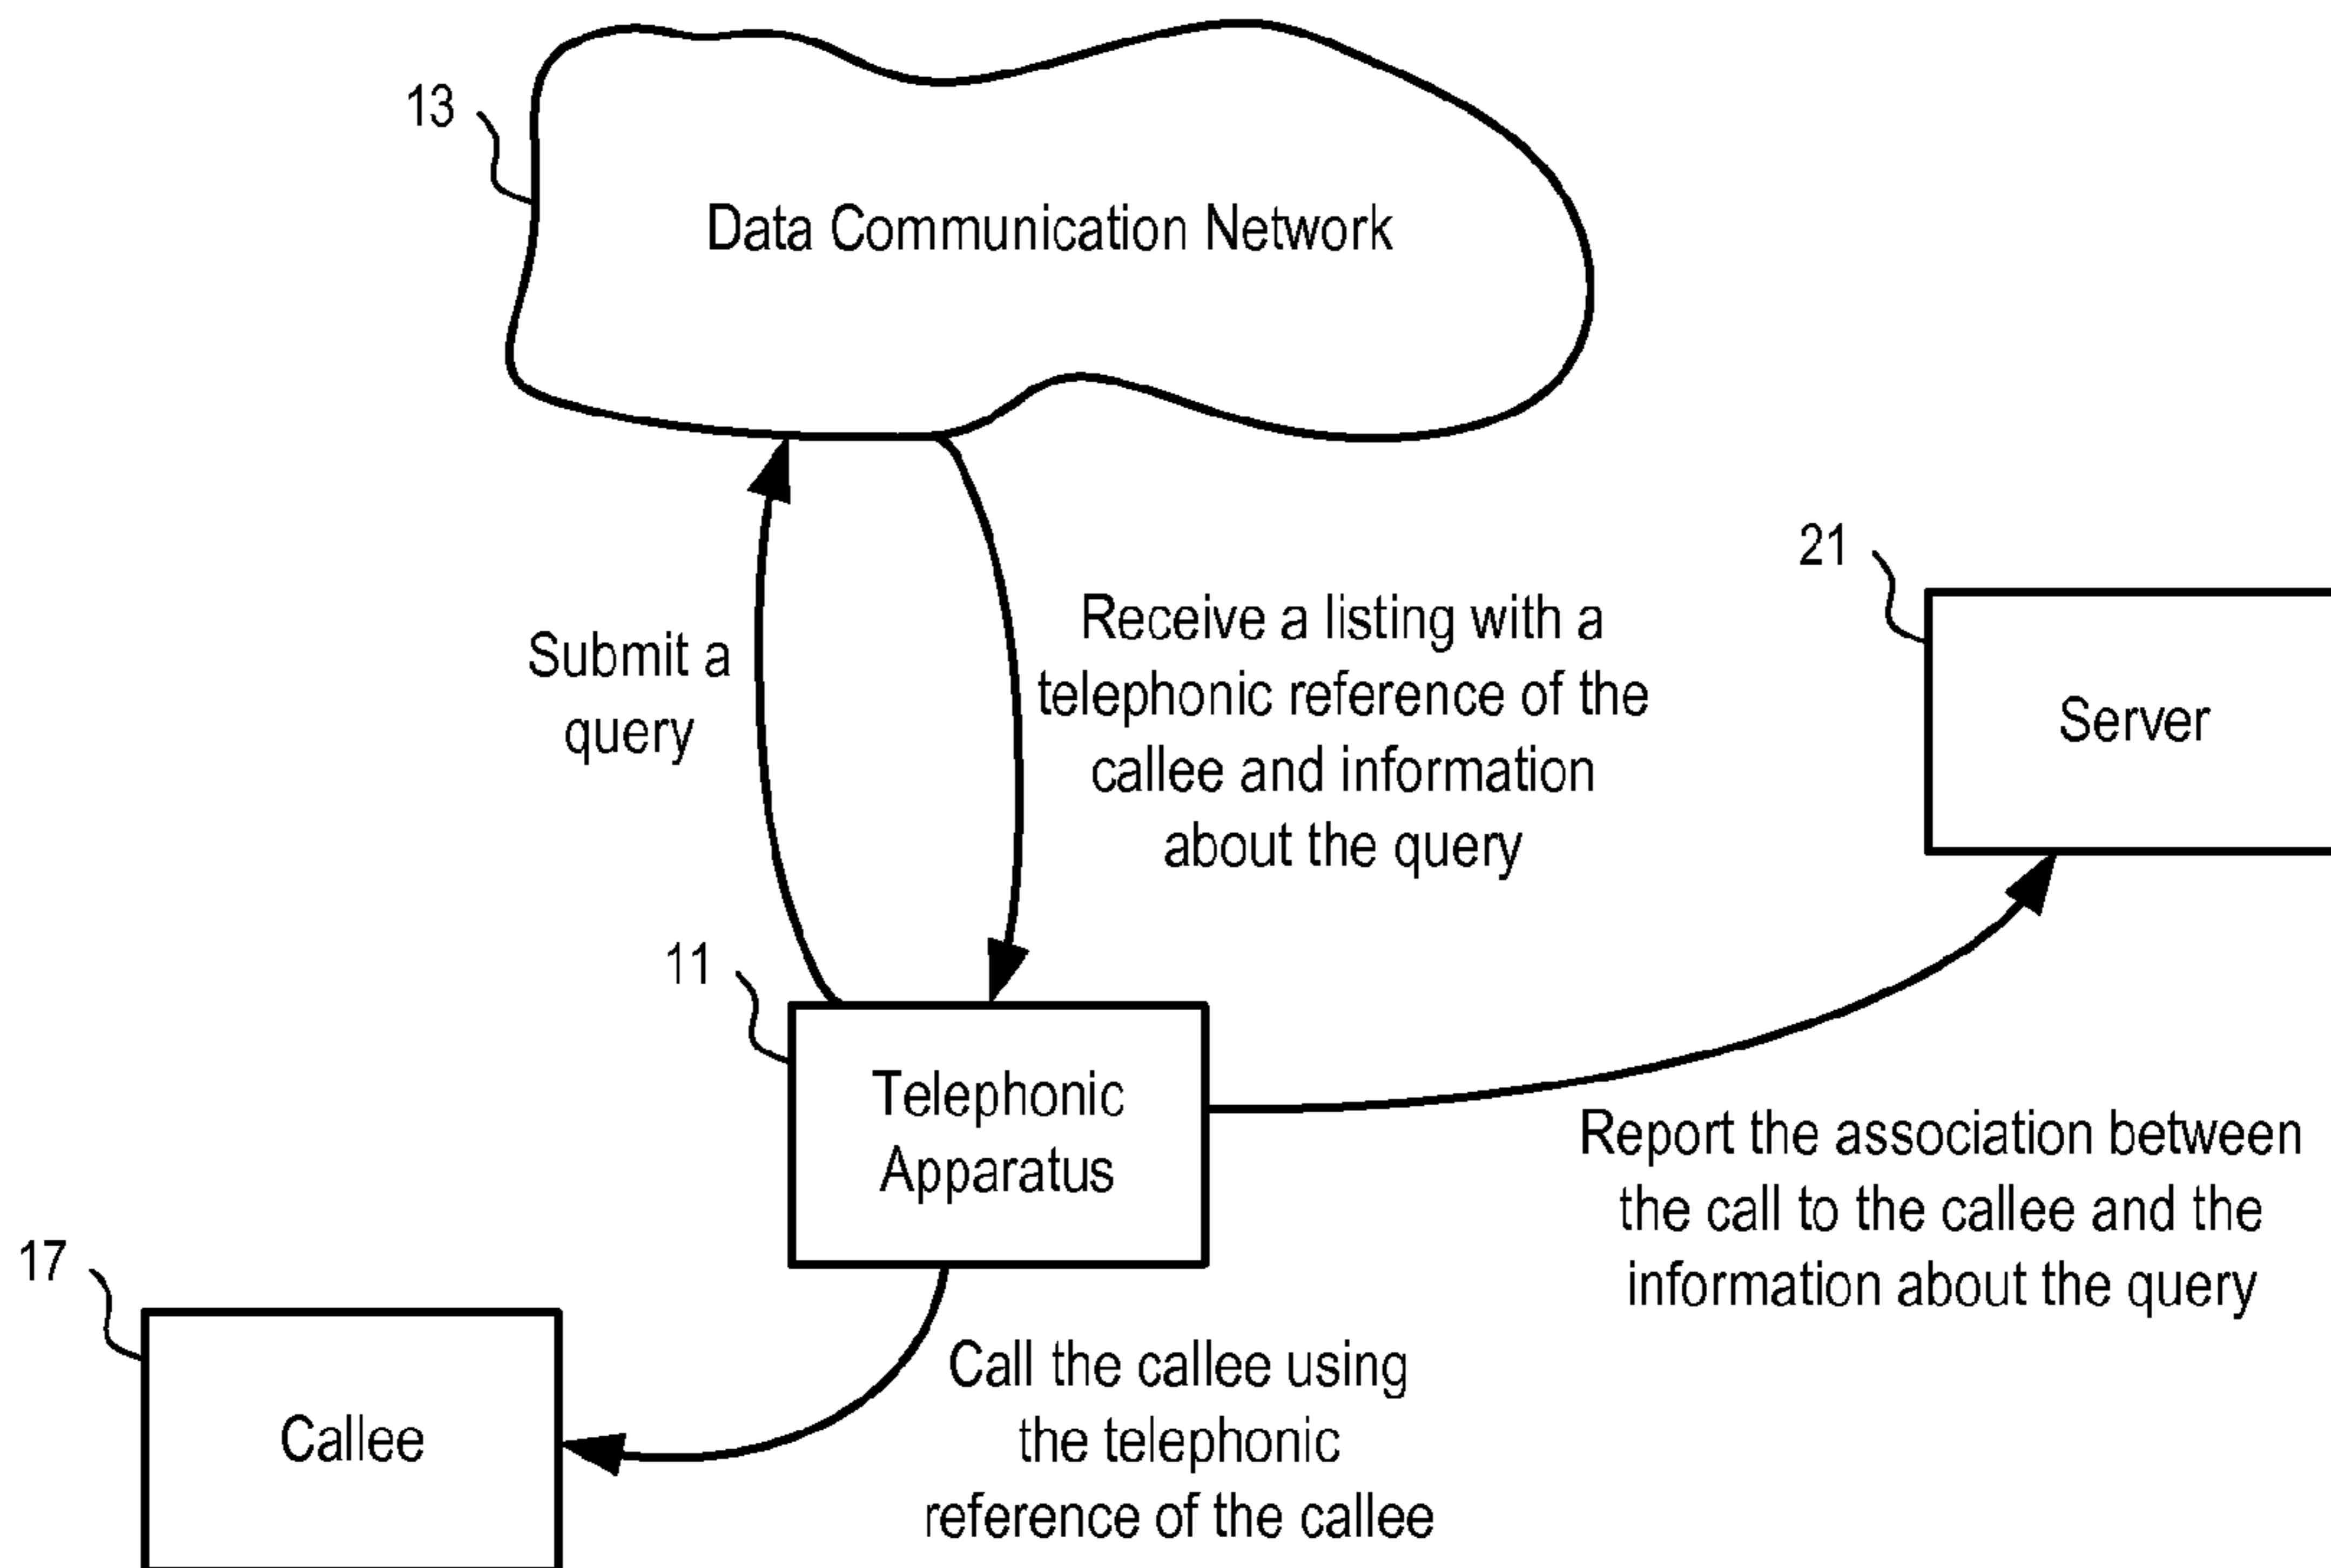 13
Data Communication Network
21
Submit a
query
Receive a listing with a
telephonic reference of the
callee and information
about the query
Server
11
Telephonic
Apparatus
Report the association between
the call to the callee and the
information about the query
17
Callee
Call the callee using
the telephonic
reference of the callee